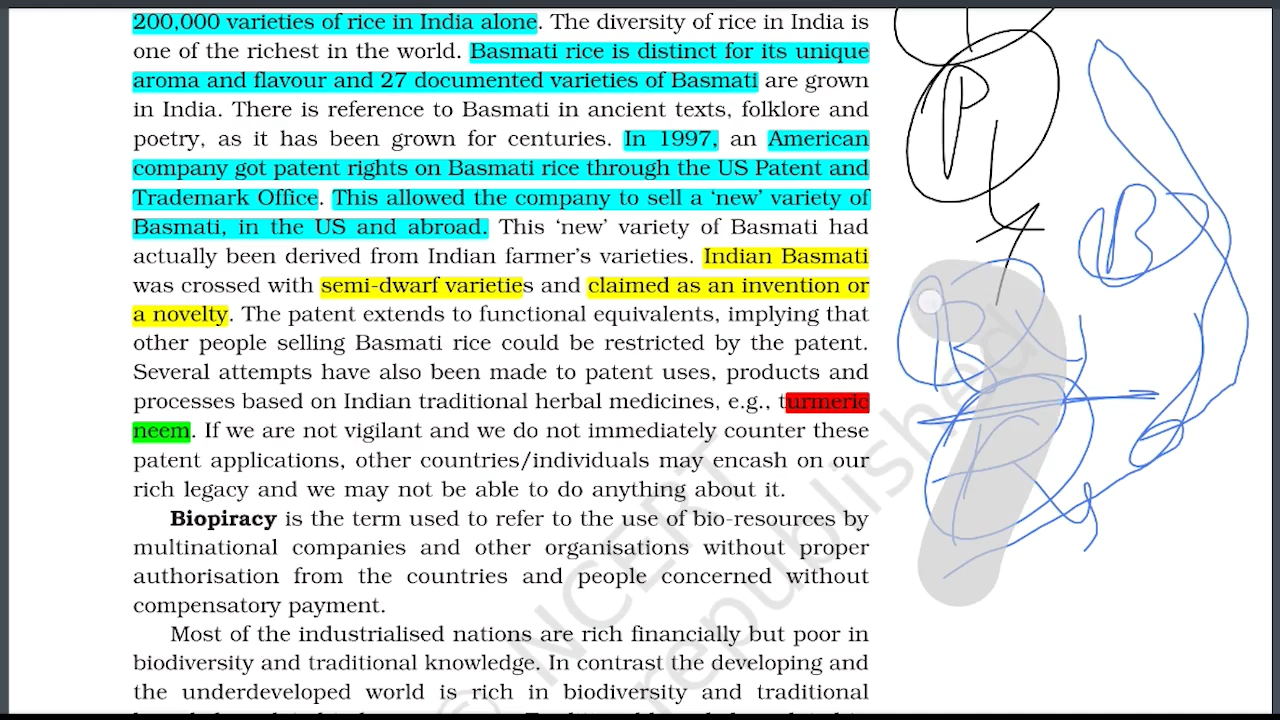 200,000 varieties of rice in India alone. The diversity of rice in India is
one of the richest in the world. Basmati rice is distinct for its unique
aroma and flavour and 27 documented varieties of Basmati are grown
in India. There is reference to Basmati in ancient texts, folklore and
poetry, as it has been grown for centuries. In 1997, an American
company got patent rights on Basmati rice through the US Patent and
Trademark Office. This allowed the company to sell a ‘new’ variety of
Basmati, in the US and abroad. This ‘new’ variety of Basmati had
actually been derived from Indian farmer’s varieties. Indian Basmati
was crossed with semi-dwarf varieties and claimed as an invention or
a novelty. The patent extends to functional equivalents, implying that
other people selling Basmati rice could be restricted by the patent.
Several attempts have also been made to patent uses, products and
processes based on Indian traditional herbal medicines, e.g., turmeric
neem. If we are not vigilant and we do not immediately counter these
patent applications, other countries/individuals may encash on our
rich legacy and we may not be able to do anything about it.
Biopiracy is the term used to refer to the use of bio-resources by
multinational companies and other organisations without proper
authorisation from the countries and people concerned without
compensatory payment.
Most of the industrialised nations are rich financially but poor in
biodiversity and traditional knowledge. In contrast the developing and
the underdeveloped world is rich in biodiversity and traditional
P
B
R
NCERT
republished